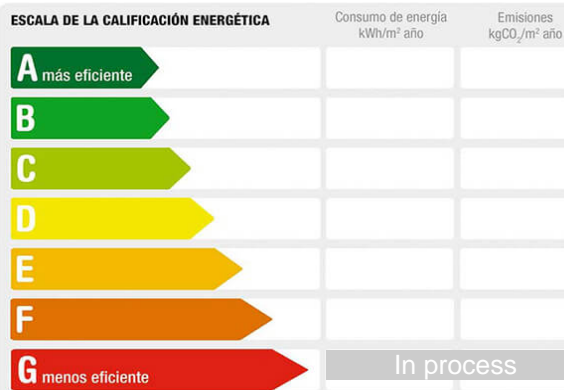 ESCALA DE LA CALIFICACIÓN ENERGÉTICA
Consumo de energía
kWh/m² año
Emisiones
kgCO₂/m² año
A más eficiente
B
C
D
E
F
G menos eficiente
In process